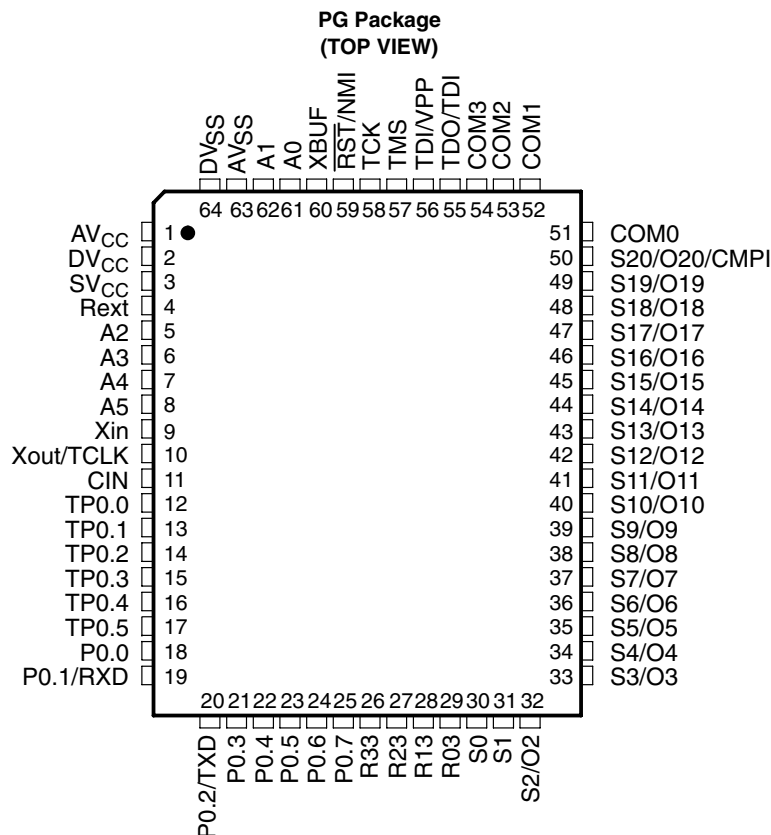 PG Package
(TOP VIEW)
DVSS
AVSS
A1
A0
XBUF
RST/NMI
TCK
TMS
TDI/VPP
TDO/TDI
COM3
COM2
COM1
64 63 62 61 60 59 58 57 56 55 54 53 52
AVCC 1 51 COM0
DVCC 2 50 S20/O20/CMPI
SVCC 3 49 S19/O19
Rext 4 48 S18/O18
A2 5 47 S17/O17
A3 6 46 S16/O16
A4 7 45 S15/O15
A5 8 44 S14/O14
Xin 9 43 S13/O13
Xout/TCLK 10 42 S12/O12
CIN 11 41 S11/O11
TP0.0 12 40 S10/O10
TP0.1 13 39 S9/O9
TP0.2 14 38 S8/O8
TP0.3 15 37 S7/O7
TP0.4 16 36 S6/O6
TP0.5 17 35 S5/O5
P0.0 18 34 S4/O4
P0.1/RXD 19 33 S3/O3
20 21 22 23 24 25 26 27 28 29 30 31 32
P0.2/TXD
P0.3
P0.4
P0.5
P0.6
P0.7
R33
R23
R13
R03
S0
S1
S2/O2